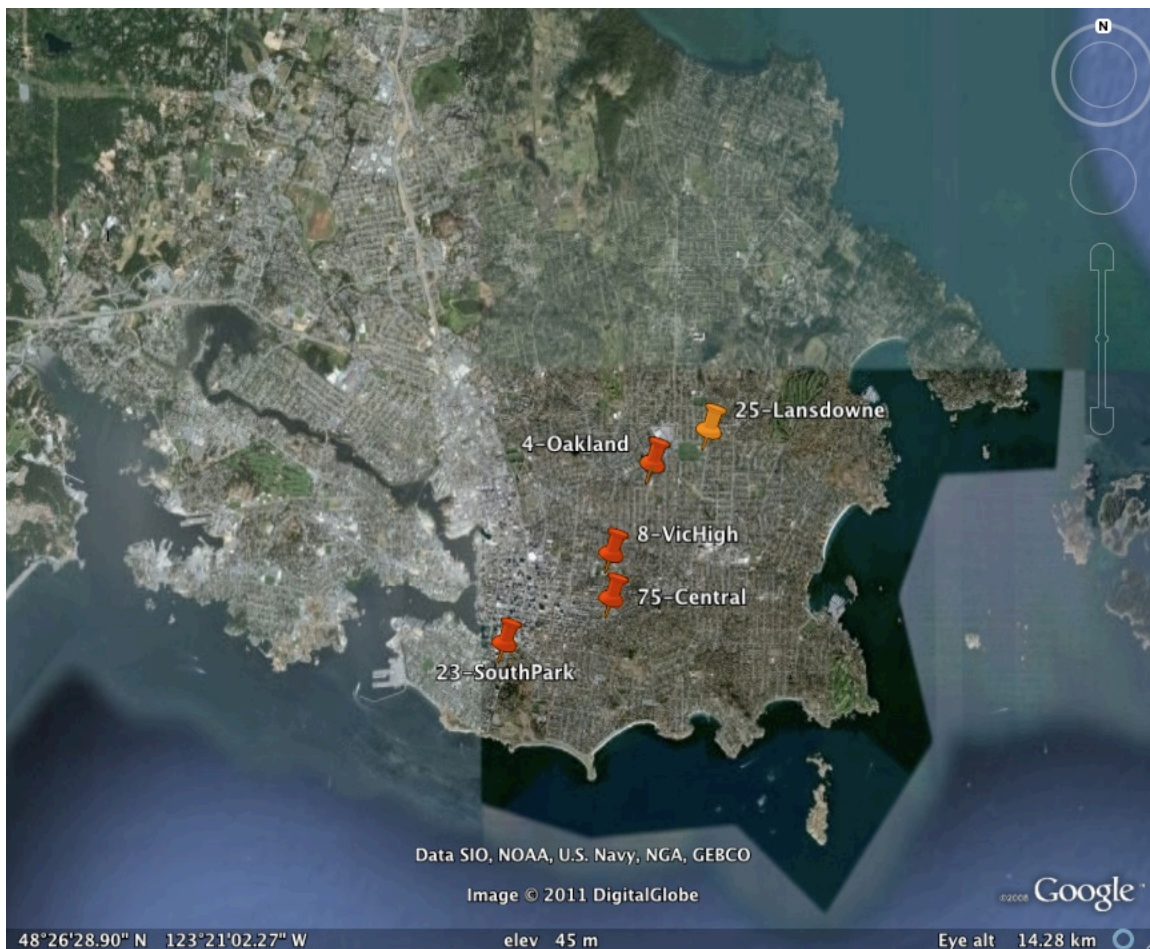 N
25-Lansdowne
4-Oakland
8-VicHigh
75-Central
23-SouthPark
Data SIO, NOAA, U.S. Navy, NGA, GEBCO
Image © 2011 DigitalGlobe
©2008 Google
48°26'28.90" N 123°21'02.27" W elev 45 m Eye alt 14.28 km